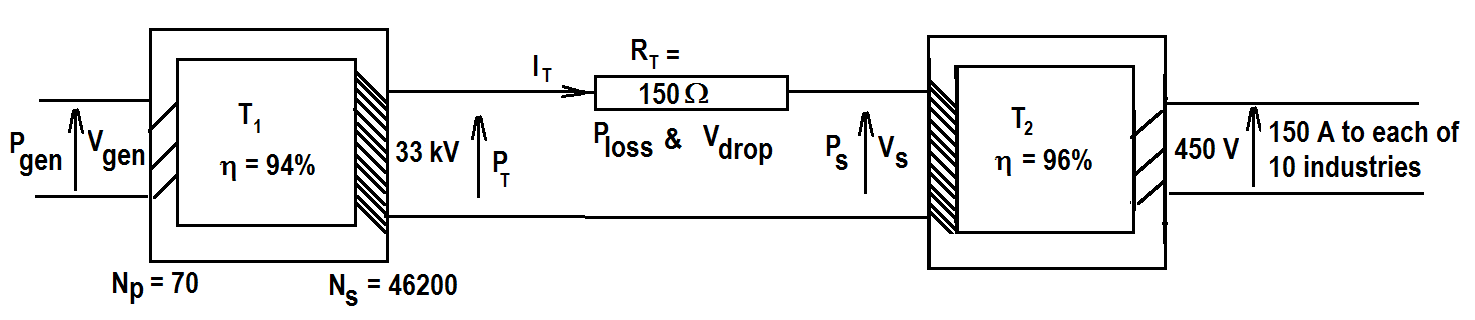 R_T =
I_T
150 Ω
T_1
T_2
P_gen
V_gen
η = 94%
33 kV
P_T
P_loss & V_drop
P_s
V_s
η = 96%
450 V
150 A to each of
10 industries
N_p = 70
N_s = 46200